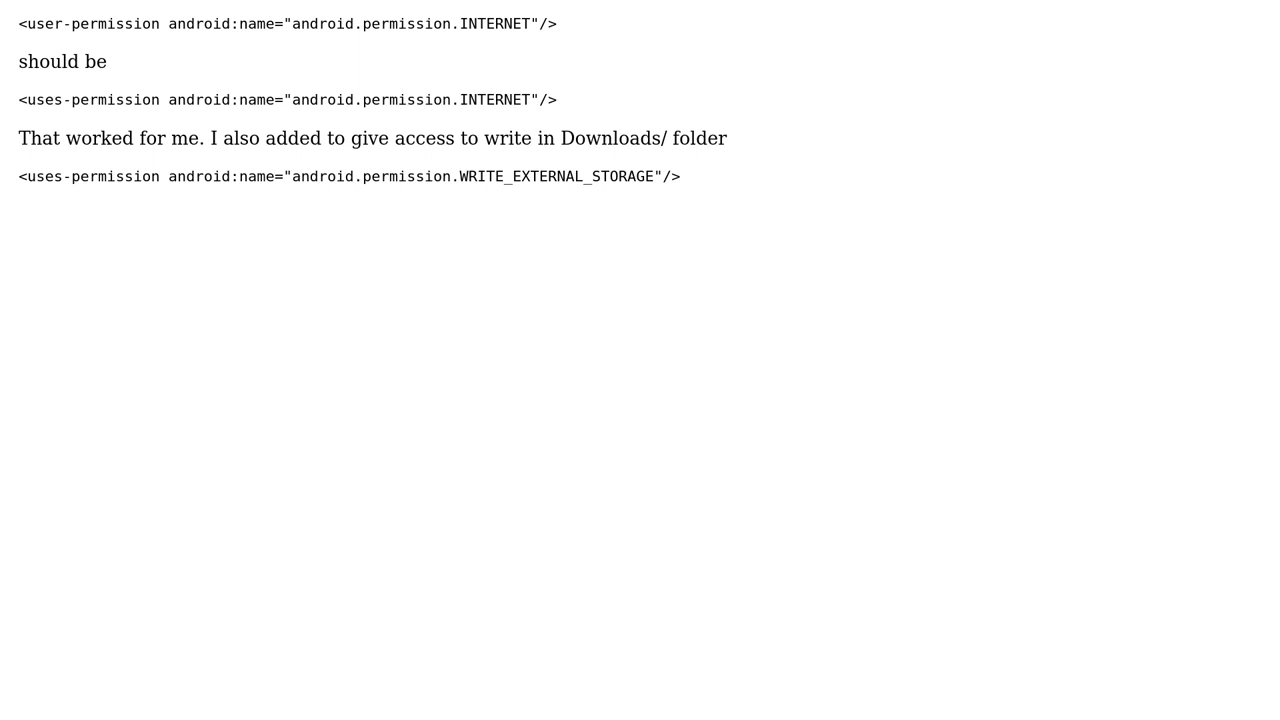 <user-permission android:name="android.permission.INTERNET"/>
should be
<uses-permission android:name="android.permission.INTERNET"/>
That worked for me. I also added to give access to write in Downloads/ folder
<uses-permission android:name="android.permission.WRITE_EXTERNAL_STORAGE"/>